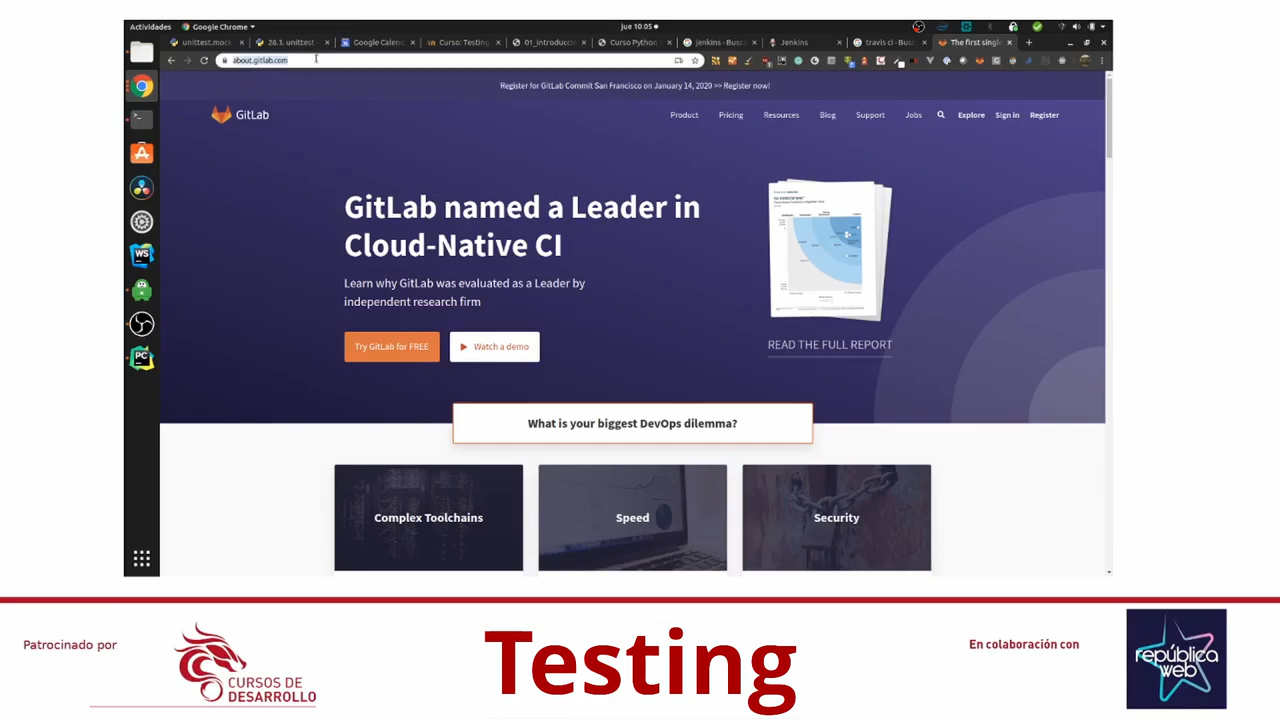 Actividades Google Chrome jue 10:05
unittest.mock 26.3. unittest Google Calen Curso: Testing 01_introducci Curso Python jenkins - Busc Jenkins travis ci - Bus The first singl
about.gitlab.com
Register for GitLab Commit San Francisco on January 14, 2020 >> Register now!
GitLab Product Pricing Resources Blog Support Jobs Explore Sign in Register
GitLab named a Leader in
Cloud-Native CI
Learn why GitLab was evaluated as a Leader by
independent research firm
Try GitLab for FREE Watch a demo
READ THE FULL REPORT
What is your biggest DevOps dilemma?
Complex Toolchains Speed Security
WS
PC
Patrocinado por
CURSOS DE
DESARROLLO
Testing
En colaboración con
república
web